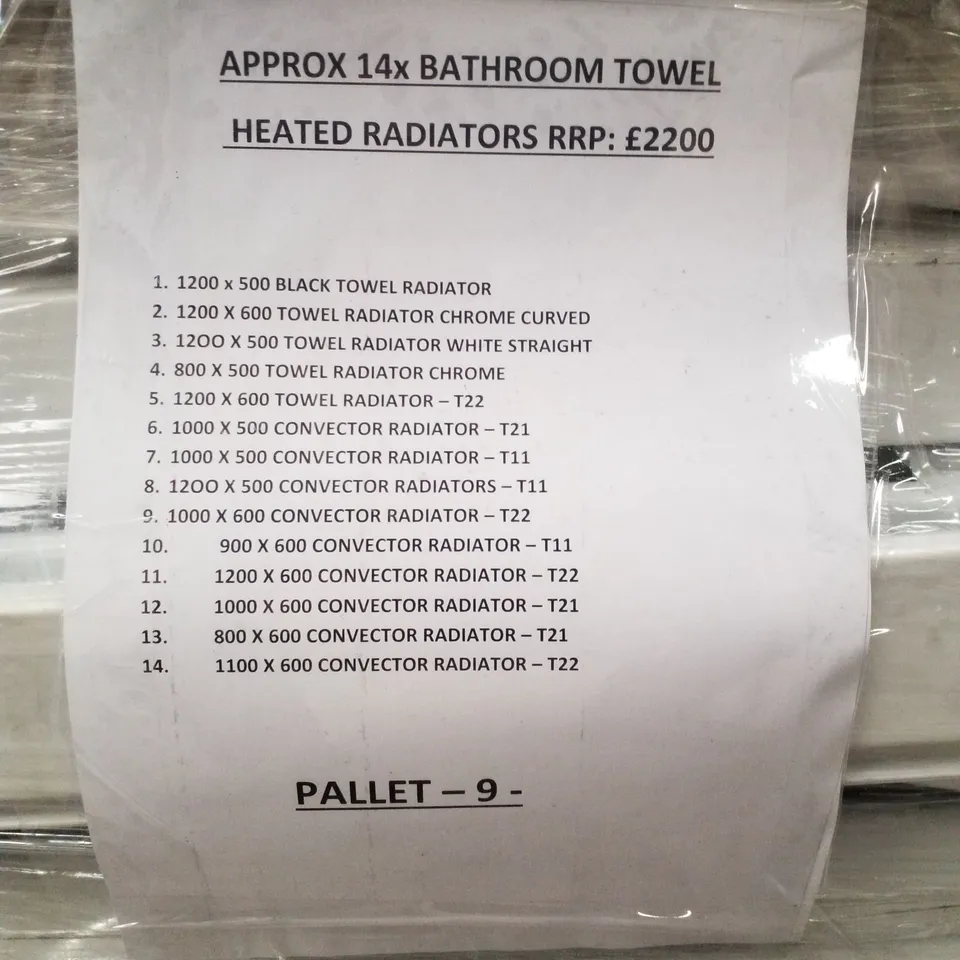 APPROX 14x BATHROOM TOWEL
HEATED RADIATORS RRP: £2200
1. 1200 x 500 BLACK TOWEL RADIATOR
2. 1200 X 600 TOWEL RADIATOR CHROME CURVED
3. 12OO X 500 TOWEL RADIATOR WHITE STRAIGHT
4. 800 X 500 TOWEL RADIATOR CHROME
5. 1200 X 600 TOWEL RADIATOR – T22
6. 1000 X 500 CONVECTOR RADIATOR – T21
7. 1000 X 500 CONVECTOR RADIATOR – T11
8. 12OO X 500 CONVECTOR RADIATORS – T11
9. 1000 X 600 CONVECTOR RADIATOR – T22
10. 900 X 600 CONVECTOR RADIATOR – T11
11. 1200 X 600 CONVECTOR RADIATOR – T22
12. 1000 X 600 CONVECTOR RADIATOR – T21
13. 800 X 600 CONVECTOR RADIATOR – T21
14. 1100 X 600 CONVECTOR RADIATOR – T22
PALLET – 9 -